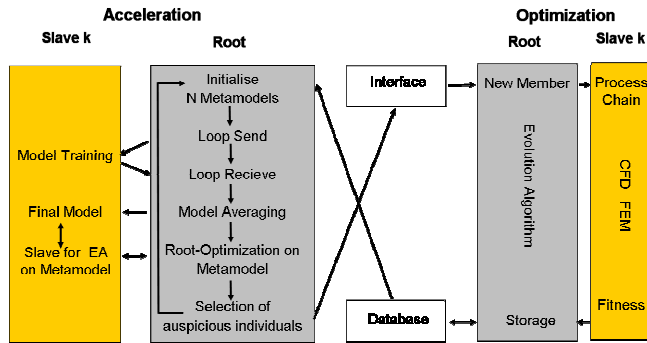 Acceleration
Optimization
Slave k
Root
Root
Slave k
Initialise
N Metamodels
Loop Send
Loop Recieve
Model Averaging
Root-Optimization on
Metamodel
Selection of
auspicious individuals
Model Training
Final Model
Slave for EA
on Metamodel
Interface
Database
New Member
Evolution Algorithm
Storage
Process
Chain
CFD FEM
Fitness